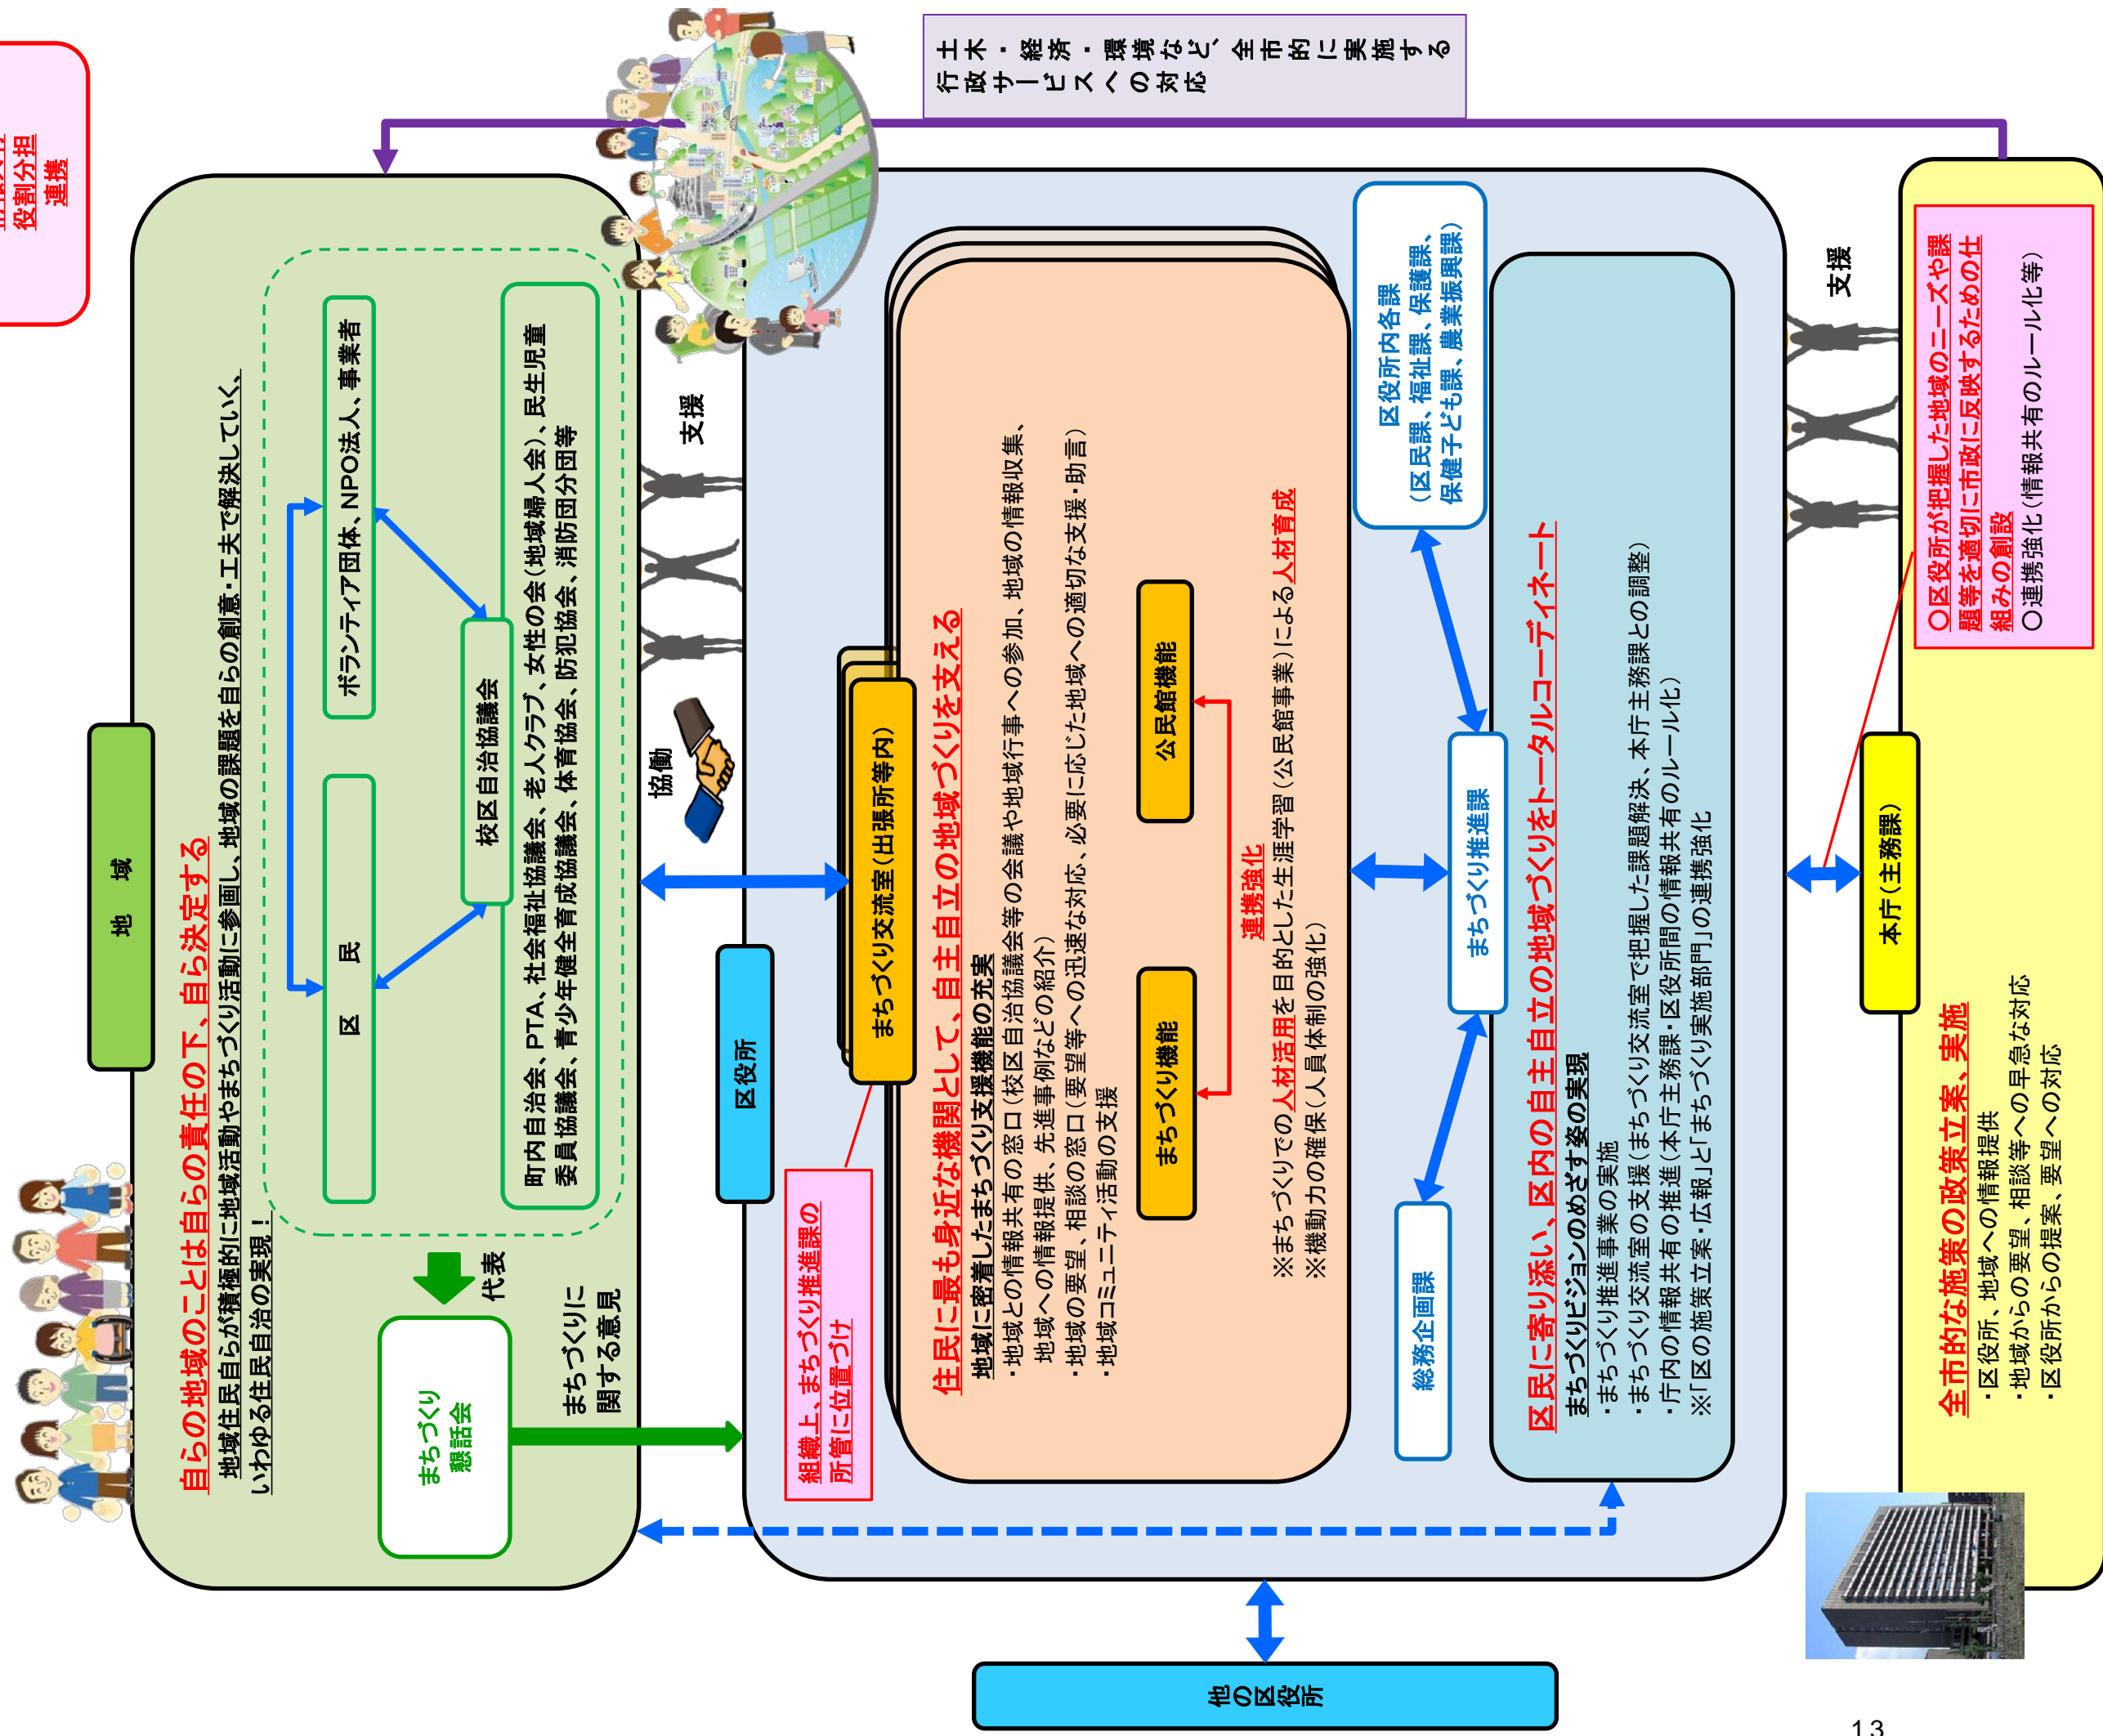 役割分担
連携
地　域
自らの地域のことは自らの責任の下、自ら決定する
地域住民自らが積極的に地域活動やまちづくり活動に参画し、地域の課題を自らの創意・工夫で解決していく、
いわゆる住民自治の実現！
区　民
ボランティア団体、NPO法人、事業者
校区自治協議会
町内自治会、PTA、社会福祉協議会、老人クラブ、女性の会（地域婦人会）、民生児童
委員協議会、青少年健全育成協議会、体育協会、防犯協会、消防団分団等
代表
まちづくり
懇話会
まちづくりに
関する意見
協働
支援
土木・経済・環境など、全市的に実施する
行政サービスへの対応
区役所
組織上、まちづくり推進課の
所管に位置づけ
まちづくり交流室（出張所等内）
住民に最も身近な機関として、自主自立の地域づくりを支える
地域に密着したまちづくり支援機能の充実
・地域との情報共有の窓口（校区自治協議会等の会議や地域行事への参加、地域の情報収集、
地域への情報提供、先進事例などの紹介）
・地域の要望、相談の窓口（要望等への迅速な対応、必要に応じた地域への適切な支援・助言）
・地域コミュニティ活動の支援
まちづくり機能
公民館機能
連携強化
※まちづくりでの人材活用を目的とした生涯学習（公民館事業）による人材育成
※機動力の確保（人員体制の強化）
総務企画課
まちづくり推進課
区役所内各課
（区民課、福祉課、保護課、
保健子ども課、農業振興課）
区民に寄り添い、区内の自主自立の地域づくりをトータルコーディネート
まちづくりビジョンのめざす姿の実現
・まちづくり推進事業の実施
・まちづくり交流室の支援（まちづくり交流室で把握した課題解決、本庁主務課との調整）
・庁内の情報共有の推進（本庁主務課・区役所間の情報共有のルール化）
※「区の施策立案・広報」と「まちづくり実施部門」の連携強化
他の区役所
支援
本庁（主務課）
全市的な施策の政策立案、実施
・区役所、地域への情報提供
・地域からの要望、相談等への早急な対応
・区役所からの提案、要望への対応
○区役所が把握した地域のニーズや課
題等を適切に市政に反映するための仕
組みの創設
○連携強化（情報共有のルール化等）
13